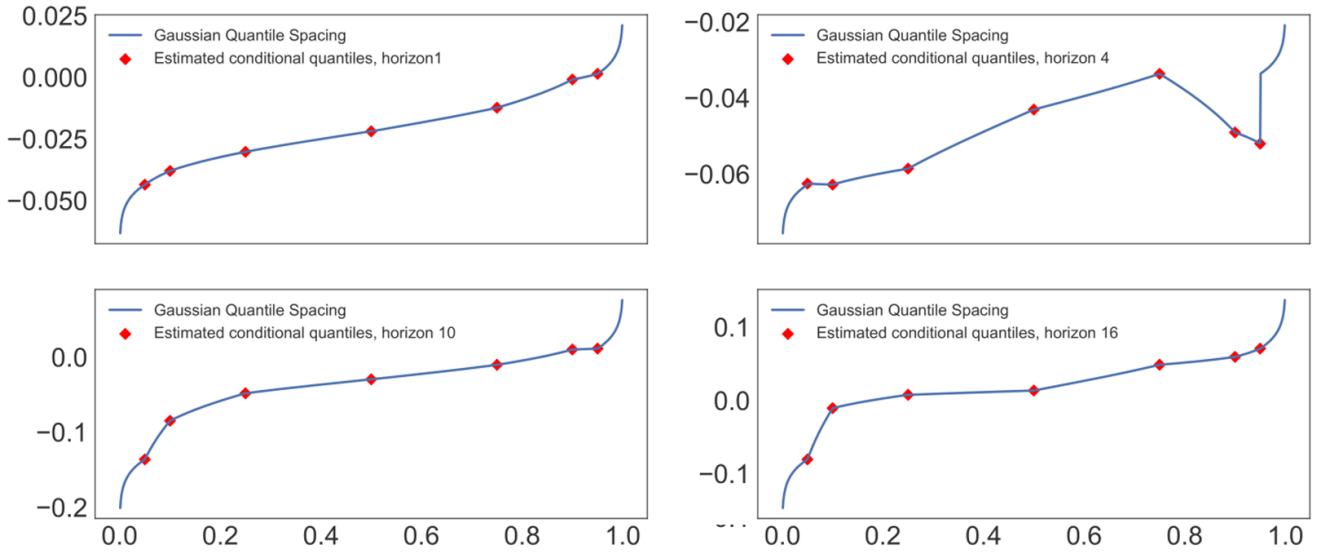 0.025
Gaussian Quantile Spacing
Estimated conditional quantiles, horizon1
0.000
−0.025
−0.050
−0.02
Gaussian Quantile Spacing
Estimated conditional quantiles, horizon 4
−0.04
−0.06
Gaussian Quantile Spacing
Estimated conditional quantiles, horizon 10
0.0
−0.1
−0.2
0.0 0.2 0.4 0.6 0.8 1.0
Gaussian Quantile Spacing
Estimated conditional quantiles, horizon 16
0.1
0.0
−0.1
0.0 0.2 0.4 0.6 0.8 1.0